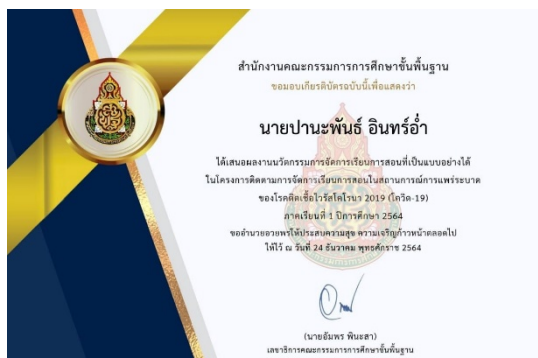 สำนักงานคณะกรรมการการศึกษาขั้นพื้นฐาน
ขอมอบเกียรติบัตรฉบับนี้เพื่อแสดงว่า
นายปานะพันธ์ อินทร์อ่ำ
ได้เสนอผลงานนวัตกรรมการจัดการเรียนการสอนที่เป็นแบบอย่างได้
ในโครงการติดตามการจัดการเรียนการสอนในสถานการณ์การแพร่ระบาด
ของโรคติดเชื้อไวรัสโคโรนา 2019 (โควิด-19)
ภาคเรียนที่ 1 ปีการศึกษา 2564
ขออำนวยอวยพรให้ประสบความสุข ความเจริญก้าวหน้าตลอดไป
ให้ไว้ ณ วันที่ 24 ธันวาคม พุทธศักราช 2564
(นายอัมพร พินะสา)
เลขาธิการคณะกรรมการการศึกษาขั้นพื้นฐาน